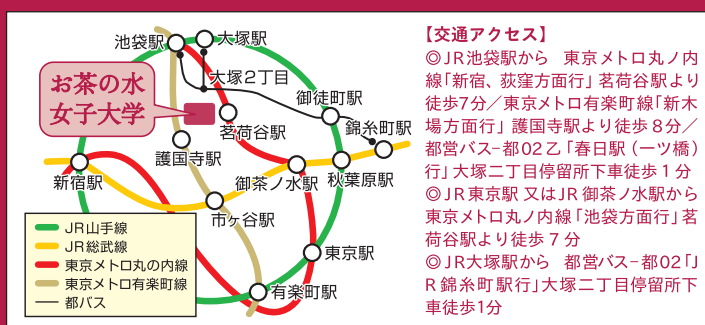 池袋駅
大塚駅
大塚2丁目
お茶の水
女子大学
御徒町駅
錦糸町駅
茗荷谷駅
護国寺駅
新宿駅
御茶ノ水駅
秋葉原駅
市ヶ谷駅
東京駅
有楽町駅
JR山手線
JR総武線
東京メトロ丸の内線
東京メトロ有楽町線
都バス
【交通アクセス】
◎JR池袋駅から　東京メトロ丸ノ内
線「新宿、荻窪方面行」茗荷谷駅より
徒歩7分／東京メトロ有楽町線「新木
場方面行」護国寺駅より徒歩8分／
都営バス−都02乙「春日駅（一ツ橋）
行」大塚二丁目停留所下車徒歩1分
◎JR東京駅 又はJR御茶ノ水駅から
東京メトロ丸ノ内線「池袋方面行」茗
荷谷駅より徒歩7分
◎JR大塚駅から　都営バス−都02「J
R錦糸町駅行」大塚二丁目停留所下
車徒歩1分